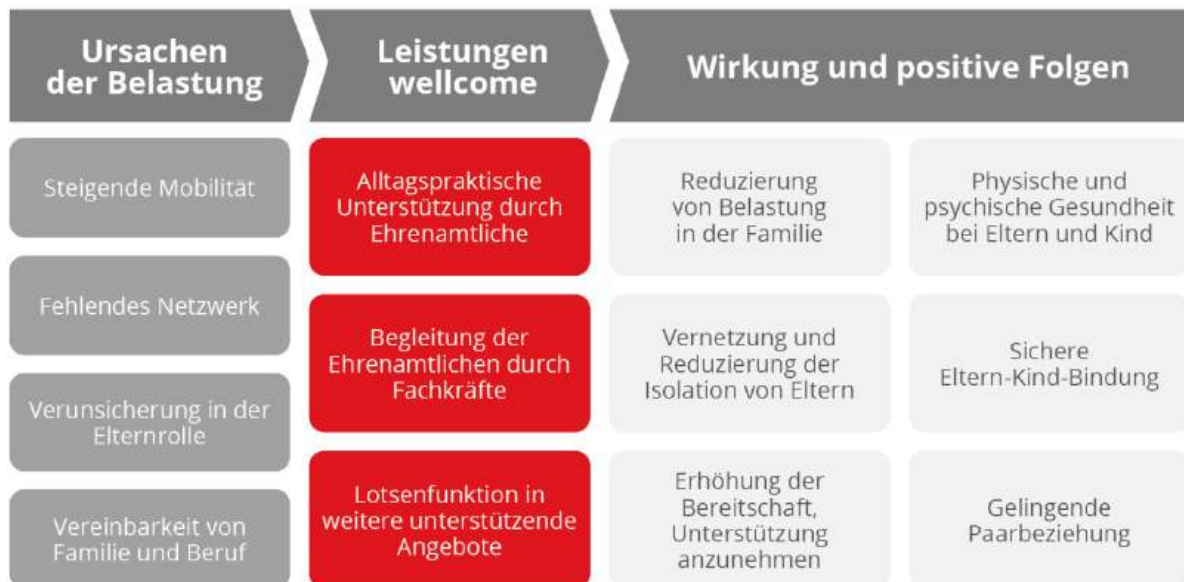 Ursachen
der Belastung
Leistungen
wellcome
Wirkung und positive Folgen
Steigende Mobilität
Fehlendes Netzwerk
Verunsicherung in der
Elternrolle
Vereinbarkeit von
Familie und Beruf
Alltagspraktische
Unterstützung durch
Ehrenamtliche
Begleitung der
Ehrenamtlichen durch
Fachkräfte
Lotsenfunktion in
weitere unterstützende
Angebote
Reduzierung
von Belastung
in der Familie
Vernetzung und
Reduzierung der
Isolation von Eltern
Erhöhung der
Bereitschaft,
Unterstützung
anzunehmen
Physische und
psychische Gesundheit
bei Eltern und Kind
Sichere
Eltern-Kind-Bindung
Gelingende
Paarbeziehung